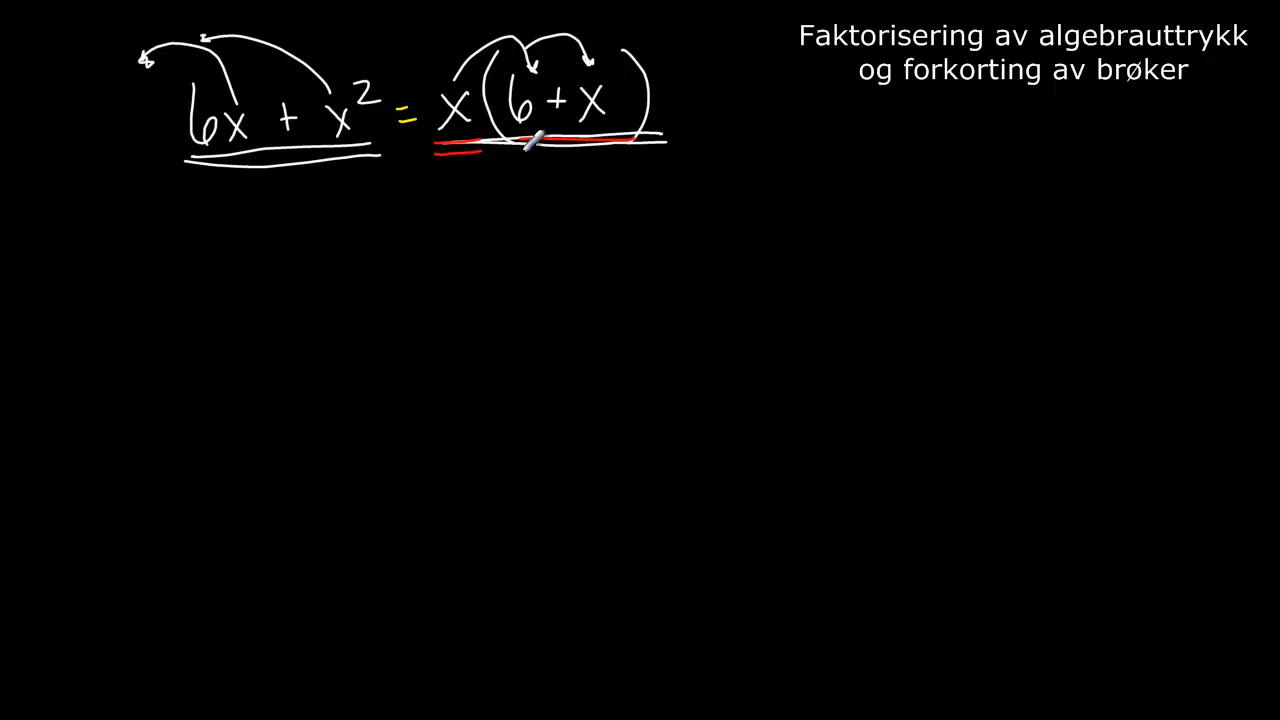 Faktorisering av algebrauttrykk
og forkorting av brøker
6x + x² = x(6 + x)